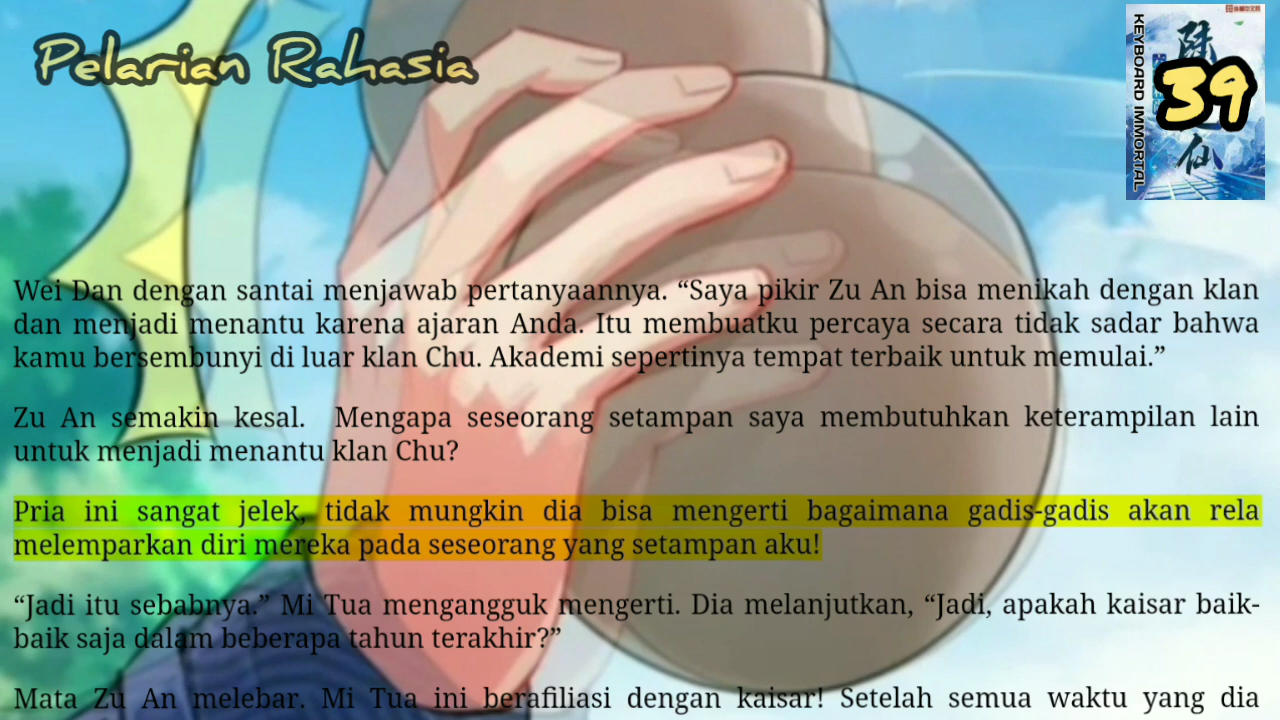 Pelarian Rahasia
KEYBOARD IMMORTAL
39
仙
Wei Dan dengan santai menjawab pertanyaannya. “Saya pikir Zu An bisa menikah dengan klan
dan menjadi menantu karena ajaran Anda. Itu membuatku percaya secara tidak sadar bahwa
kamu bersembunyi di luar klan Chu. Akademi sepertinya tempat terbaik untuk memulai.”
Zu An semakin kesal.  Mengapa seseorang setampan saya membutuhkan keterampilan lain
untuk menjadi menantu klan Chu?
Pria ini sangat jelek, tidak mungkin dia bisa mengerti bagaimana gadis-gadis akan rela
melemparkan diri mereka pada seseorang yang setampan aku!
“Jadi itu sebabnya.” Mi Tua mengangguk mengerti. Dia melanjutkan, “Jadi, apakah kaisar baik-
baik saja dalam beberapa tahun terakhir?”
Mata Zu An melebar. Mi Tua ini berafiliasi dengan kaisar! Setelah semua waktu yang dia